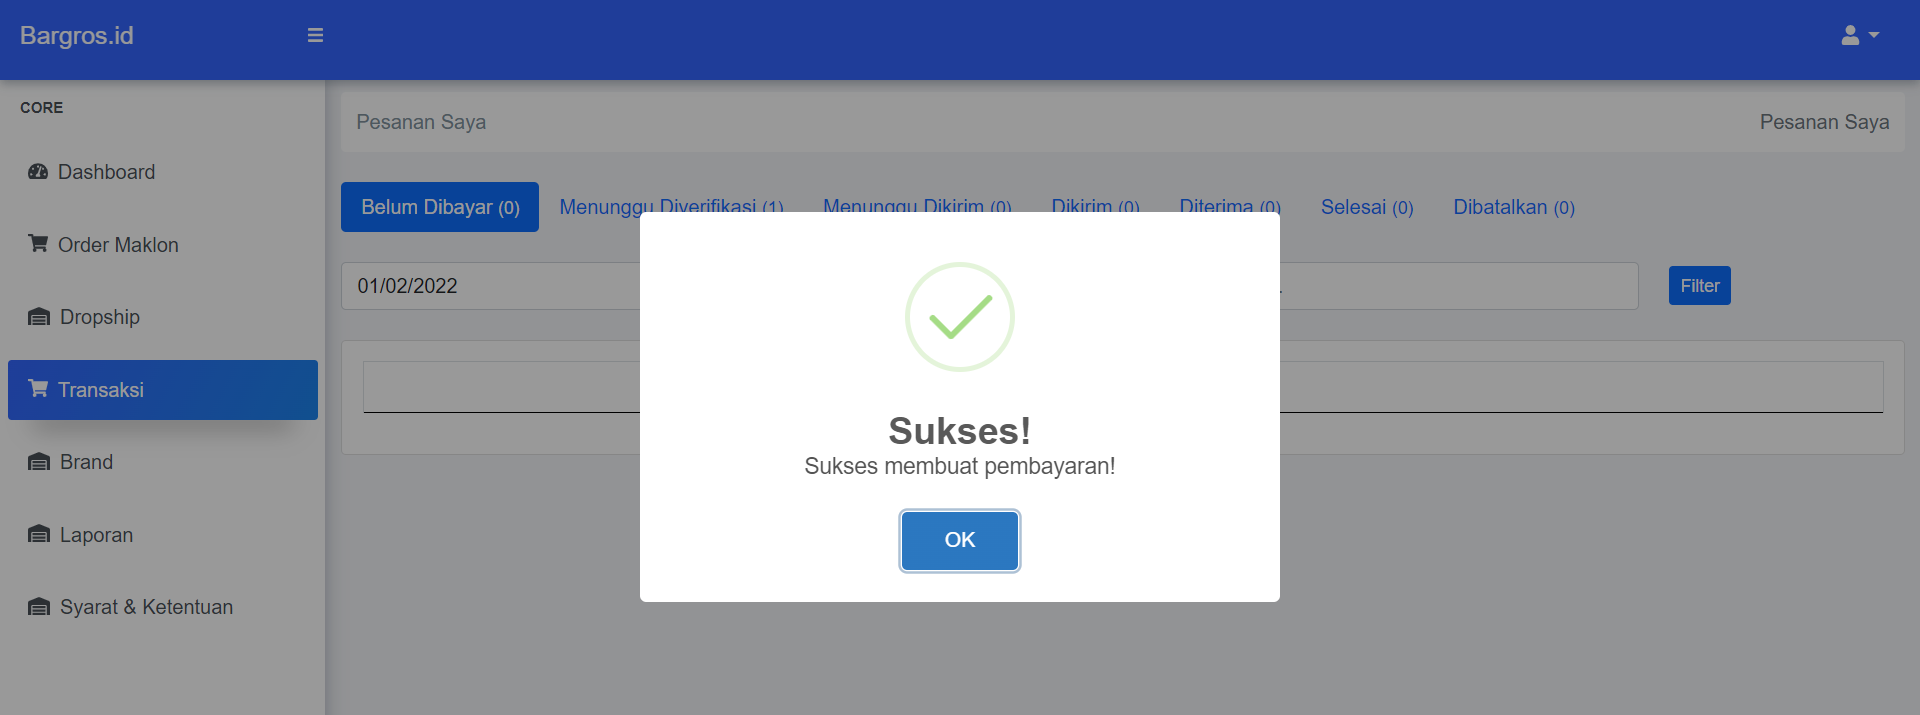 Bargros.id
CORE
Dashboard
Order Maklon
Dropship
Transaksi
Brand
Laporan
Syarat & Ketentuan
Pesanan Saya
Pesanan Saya
Belum Dibayar (0) Menunggu Diverifikasi (1) Menunggu Dikirim (0) Dikirim (0) Diterima (0) Selesai (0) Dibatalkan (0)
01/02/2022
Filter
Sukses!
Sukses membuat pembayaran!
OK